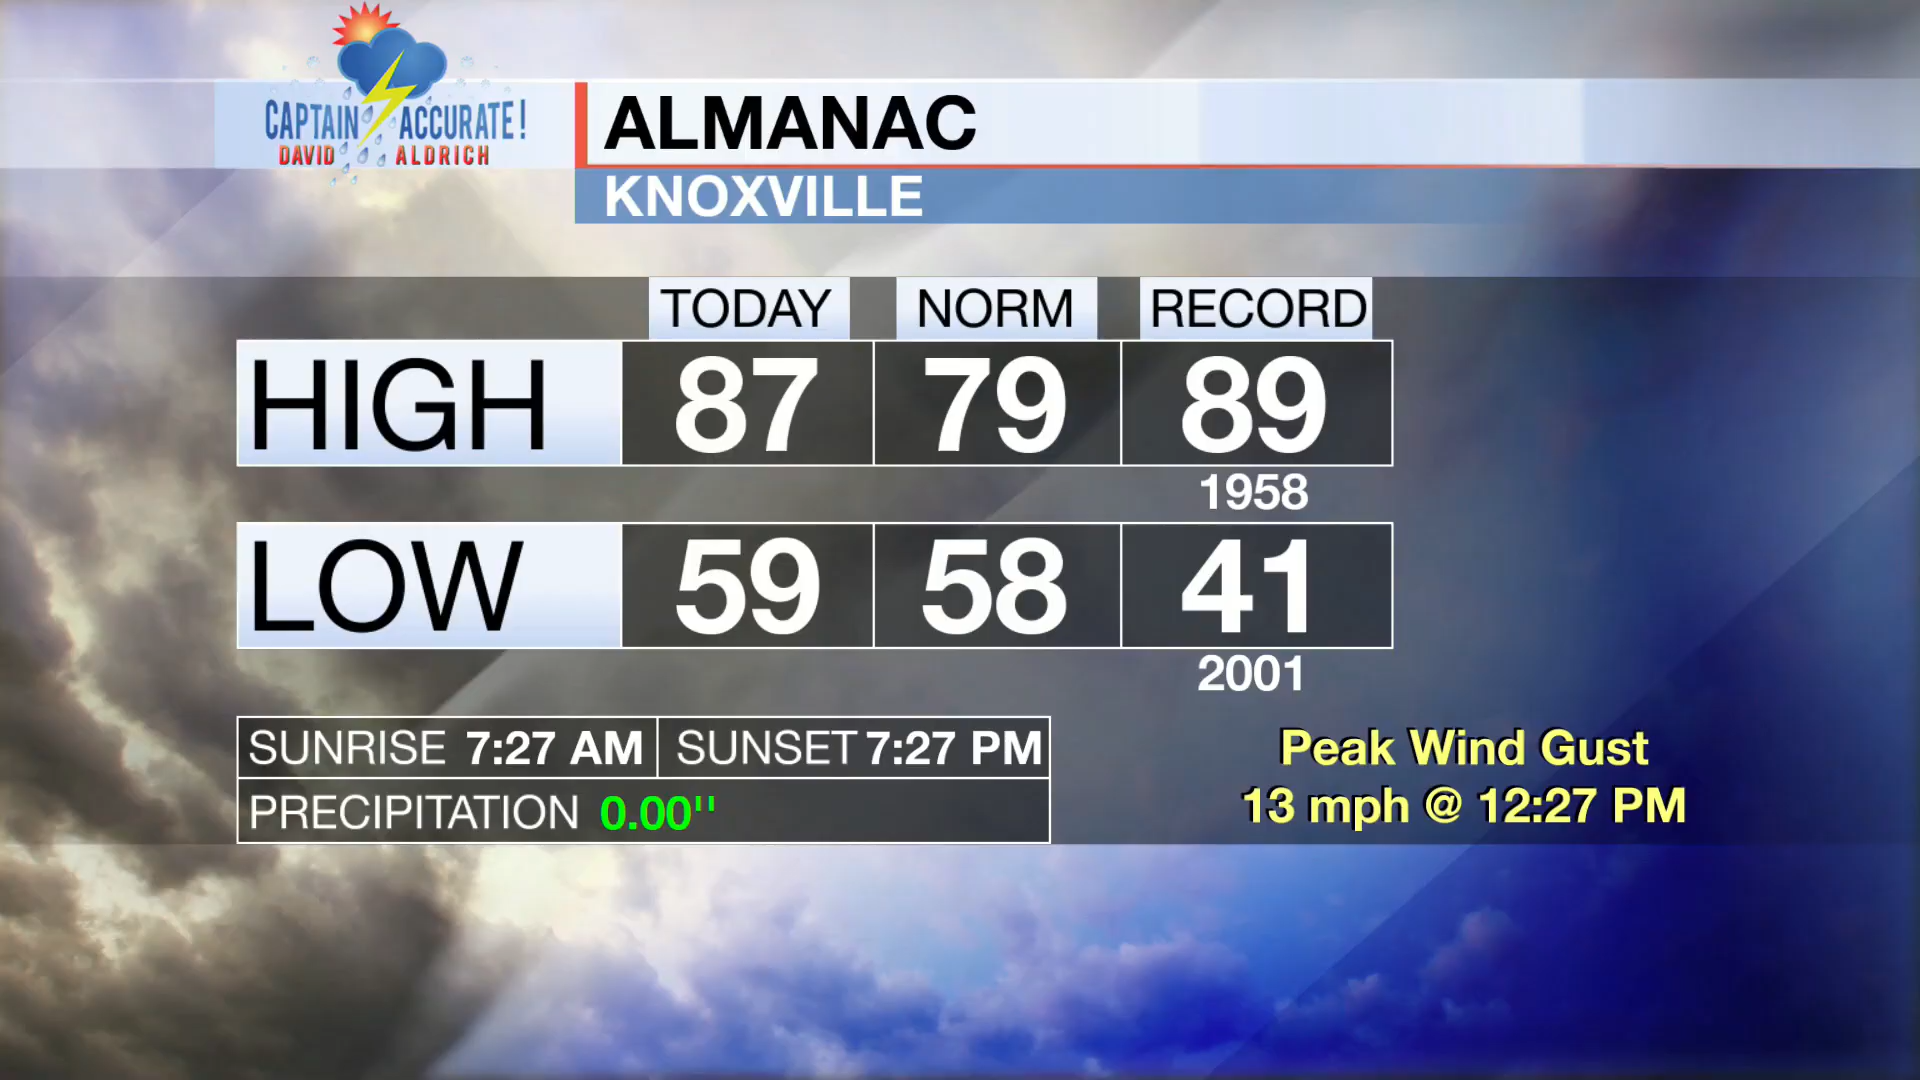 CAPTAIN ACCURATE!
DAVID ALDRICH
ALMANAC
KNOXVILLE
TODAY NORM RECORD
HIGH 87 79 89
1958
LOW 59 58 41
2001
SUNRISE 7:27 AM SUNSET 7:27 PM
PRECIPITATION 0.00"
Peak Wind Gust
13 mph @ 12:27 PM